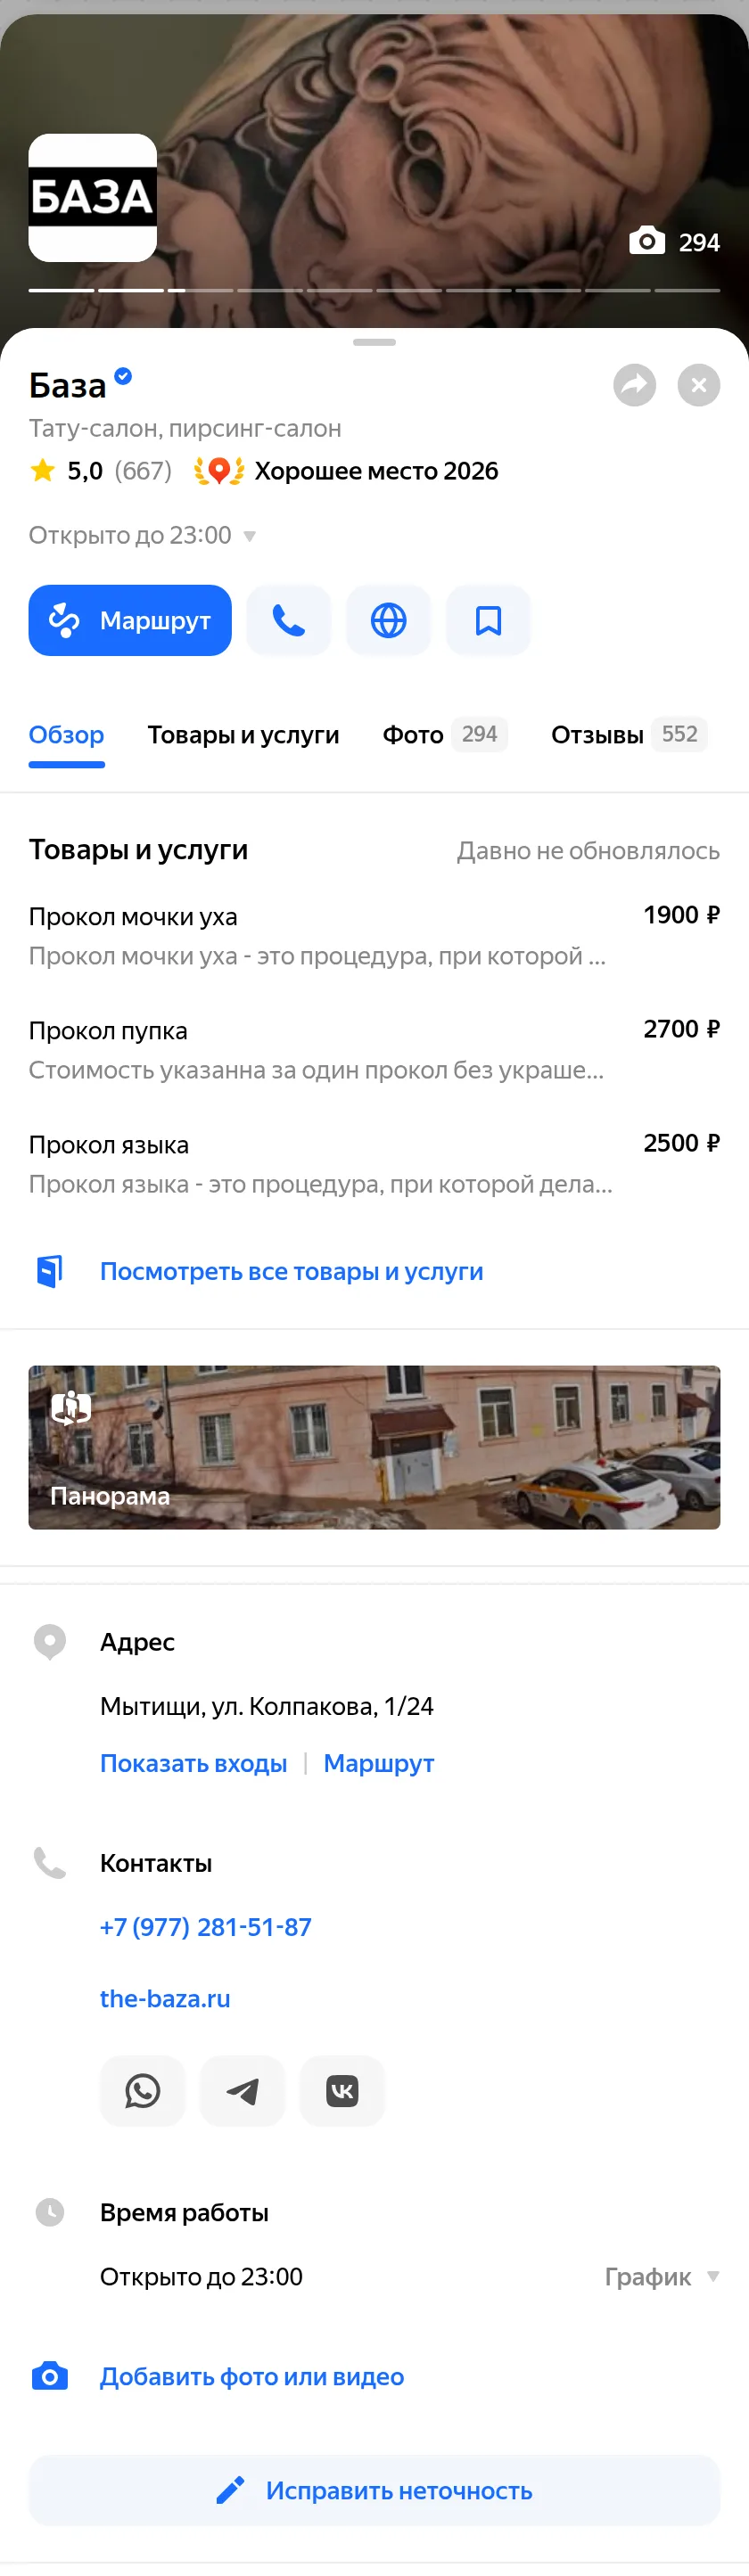 БАЗА
294
База
Тату-салон, пирсинг-салон
5,0 (667) Хорошее место 2026
Открыто до 23:00
Маршрут
Обзор Товары и услуги Фото 294 Отзывы 552
Товары и услуги Давно не обновлялось
Прокол мочки уха 1900 ₽
Прокол мочки уха - это процедура, при которой ...
Прокол пупка 2700 ₽
Стоимость указанна за один прокол без украше...
Прокол языка 2500 ₽
Прокол языка - это процедура, при которой дела...
Посмотреть все товары и услуги
Панорама
Адрес
Мытищи, ул. Колпакова, 1/24
Показать входы | Маршрут
Контакты
+7 (977) 281-51-87
the-baza.ru
Время работы
Открыто до 23:00 График
Добавить фото или видео
Исправить неточность